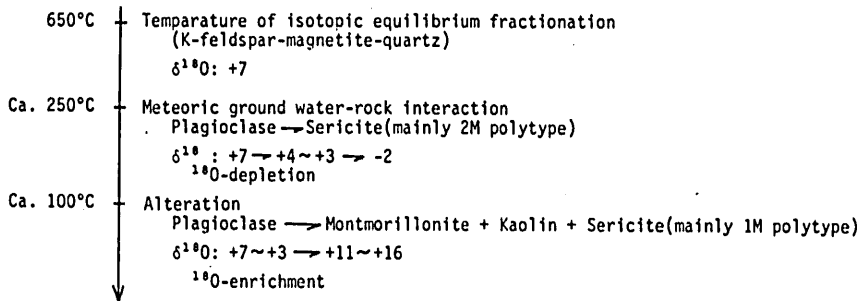 650°C Temparature of isotopic equilibrium fractionation
(K-feldspar-magnetite-quartz)
δ¹⁸O: +7
Ca. 250°C Meteoric ground water-rock interaction
Plagioclase → Sericite(mainly 2M polytype)
δ¹⁸ : +7 → +4 ~ +3 → -2
¹⁸O-depletion
Ca. 100°C Alteration
Plagioclase → Montmorillonite + Kaolin + Sericite(mainly 1M polytype)
δ¹⁸O: +7 ~ +3 → +11 ~ +16
¹⁸O-enrichment